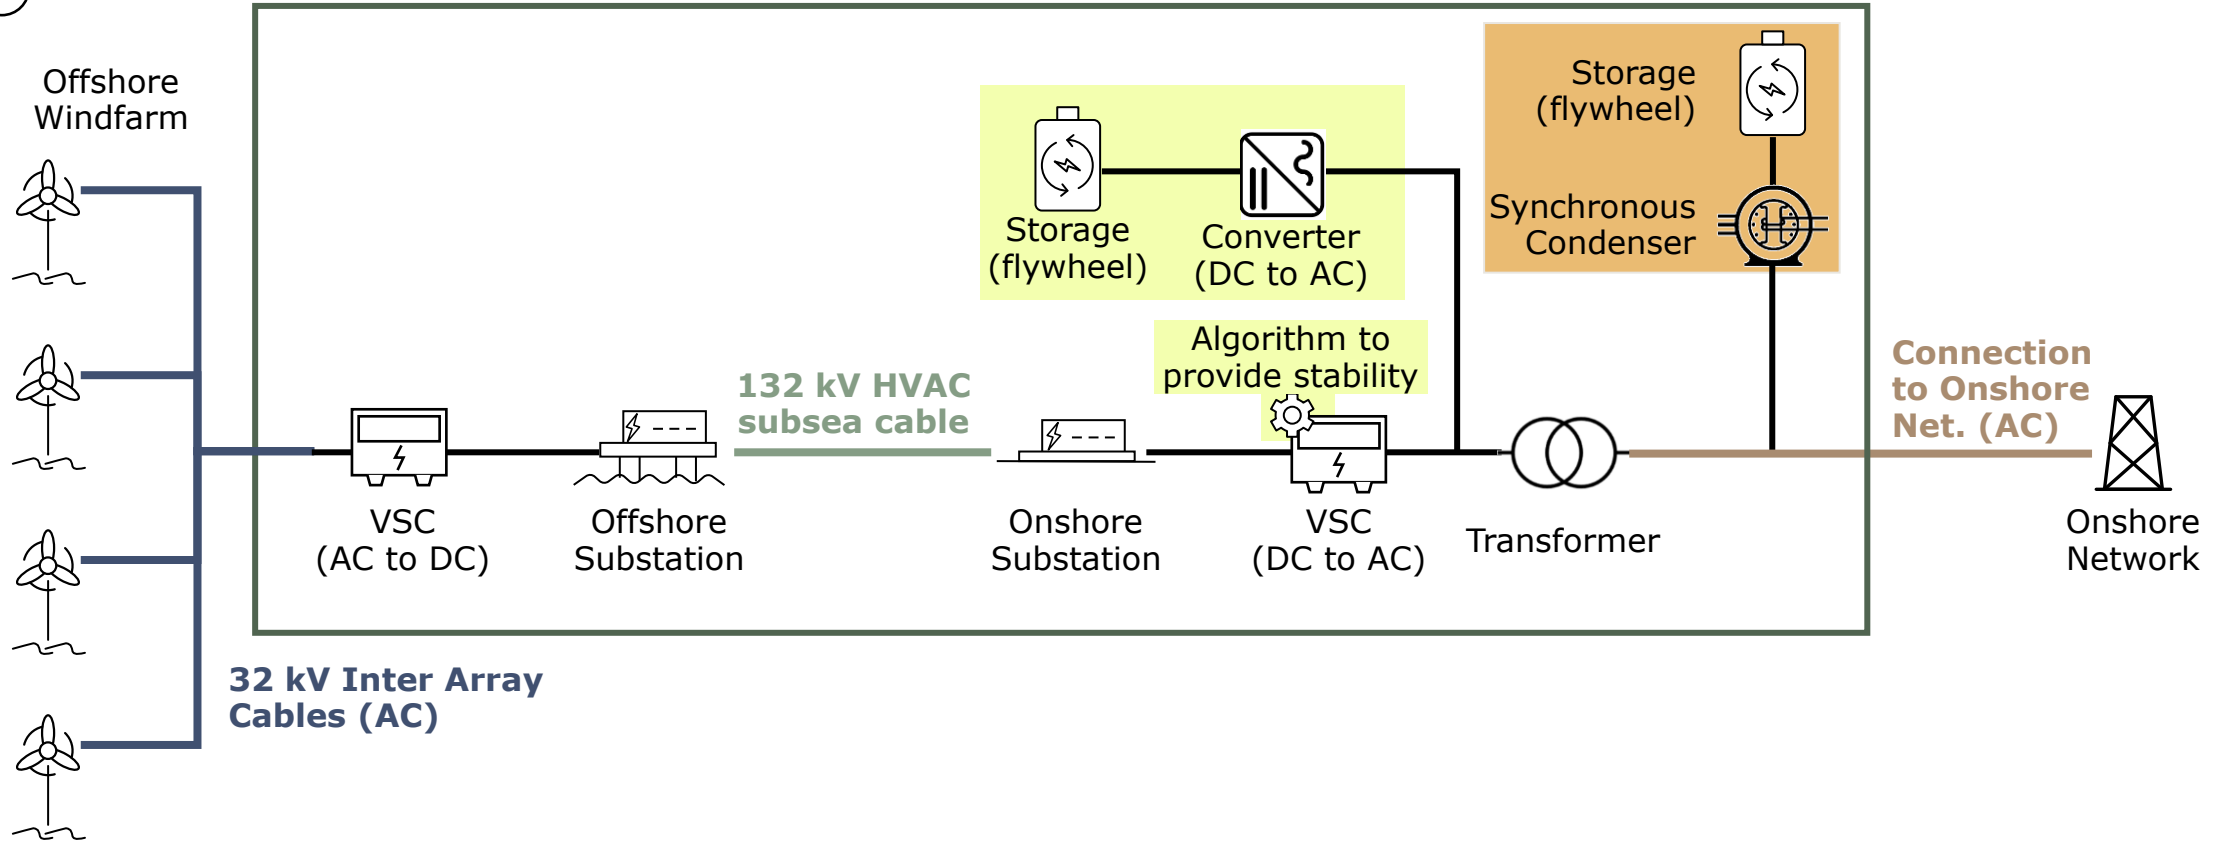 Offshore
Windfarm
Storage
(flywheel)
Synchronous
Condenser
Storage
(flywheel)
Converter
(DC to AC)
Algorithm to
provide stability
132 kV HVAC
subsea cable
Connection
to Onshore
Net. (AC)
VSC
(AC to DC)
Offshore
Substation
Onshore
Substation
VSC
(DC to AC)
Transformer
Onshore
Network
32 kV Inter Array
Cables (AC)